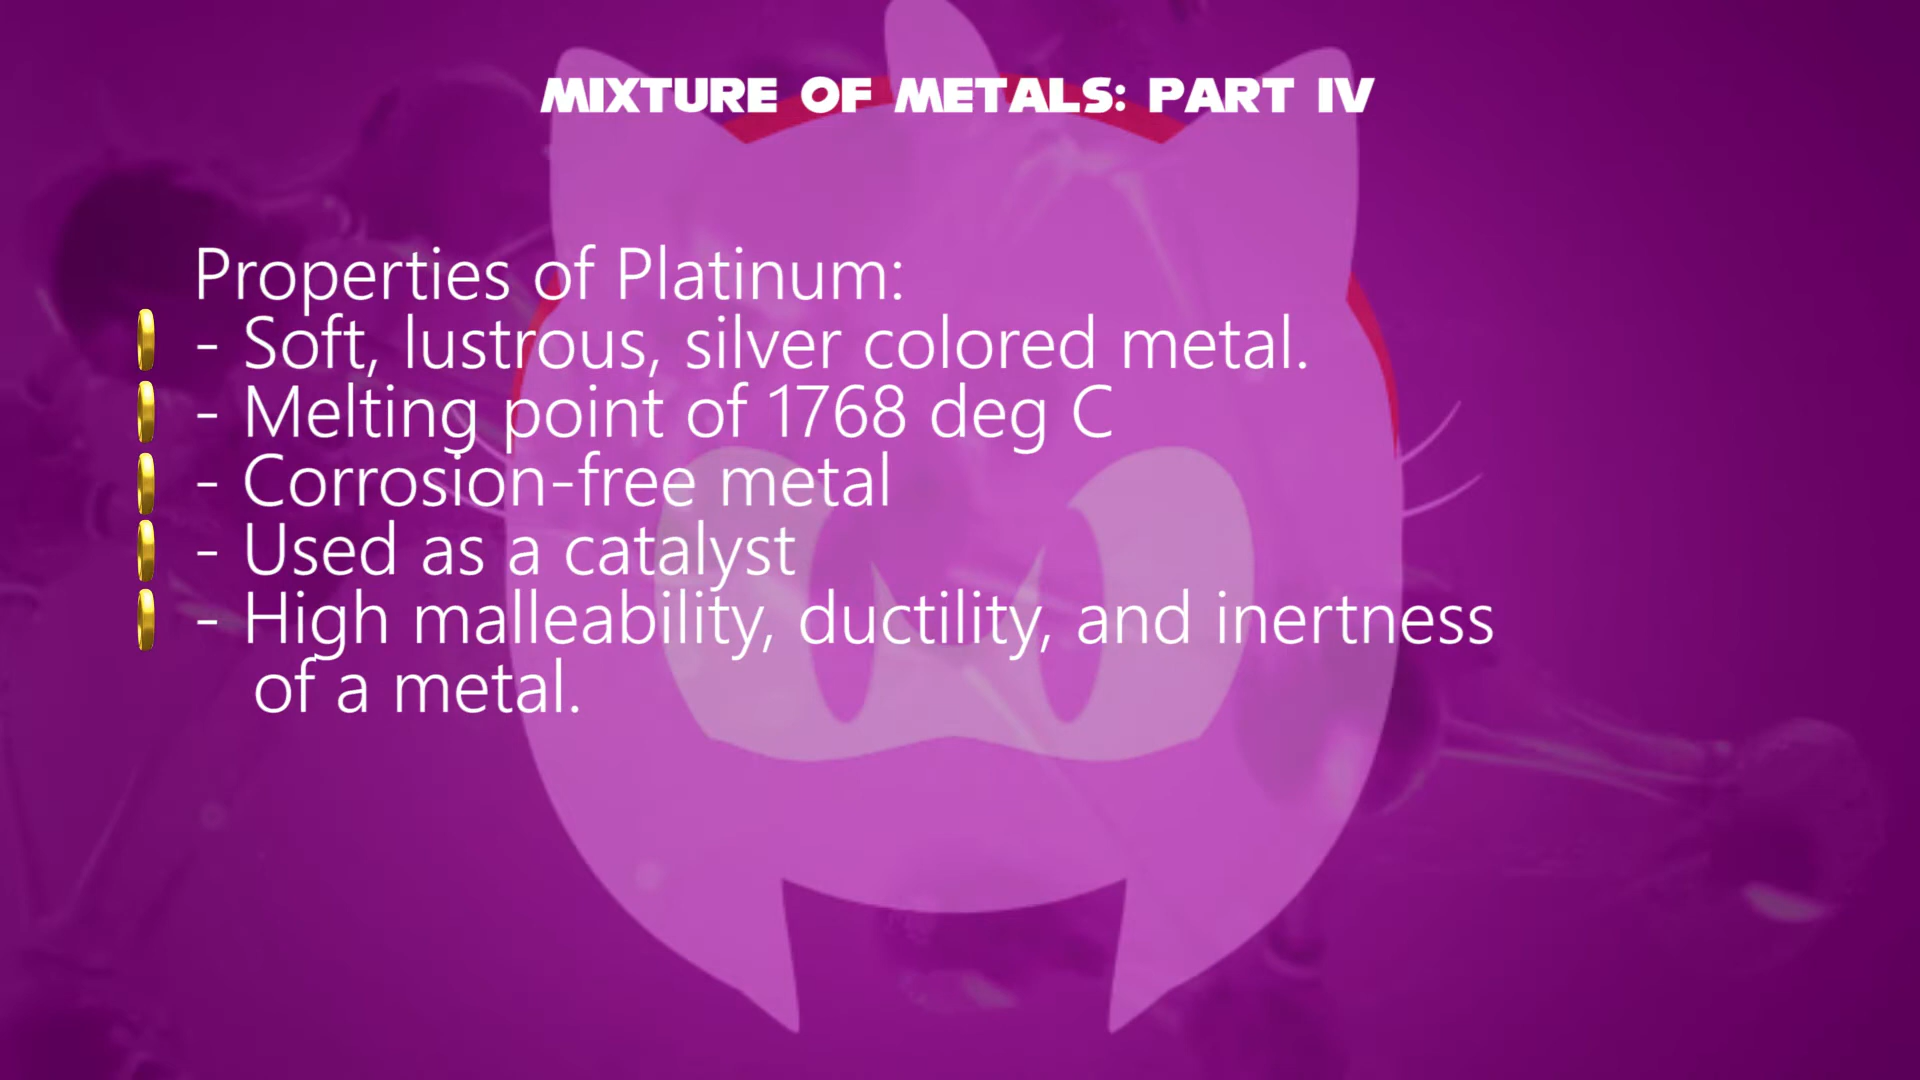 MIXTURE OF METALS: PART IV
Properties of Platinum:
- Soft, lustrous, silver colored metal.
- Melting point of 1768 deg C
- Corrosion-free metal
- Used as a catalyst
- High malleability, ductility, and inertness
of a metal.